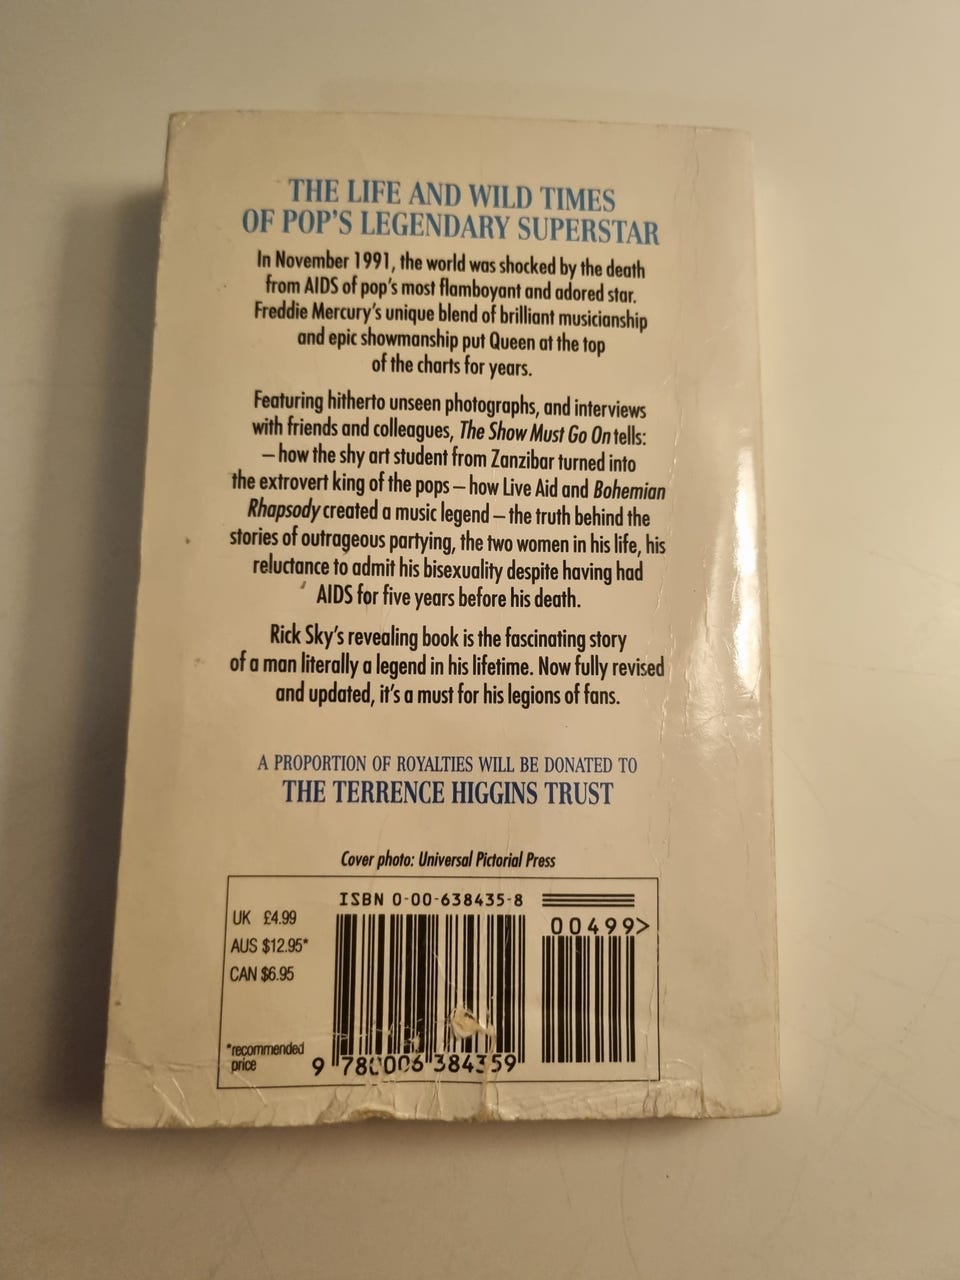 THE LIFE AND WILD TIMES
OF POP'S LEGENDARY SUPERSTAR
In November 1991, the world was shocked by the death
from AIDS of pop's most flamboyant and adored star.
Freddie Mercury's unique blend of brilliant musicianship
and epic showmanship put Queen at the top
of the charts for years.
Featuring hitherto unseen photographs, and interviews
with friends and colleagues, The Show Must Go On tells:
– how the shy art student from Zanzibar turned into
the extrovert king of the pops – how Live Aid and Bohemian
Rhapsody created a music legend – the truth behind the
stories of outrageous partying, the two women in his life, his
reluctance to admit his bisexuality despite having had
AIDS for five years before his death.
Rick Sky's revealing book is the fascinating story
of a man literally a legend in his lifetime. Now fully revised
and updated, it's a must for his legions of fans.
A PROPORTION OF ROYALTIES WILL BE DONATED TO
THE TERRENCE HIGGINS TRUST
Cover photo: Universal Pictorial Press
ISBN 0-00-638435-8
UK £4.99
AUS $12.95*
CAN $6.95
*recommended
price
00499>
9 780006 384359